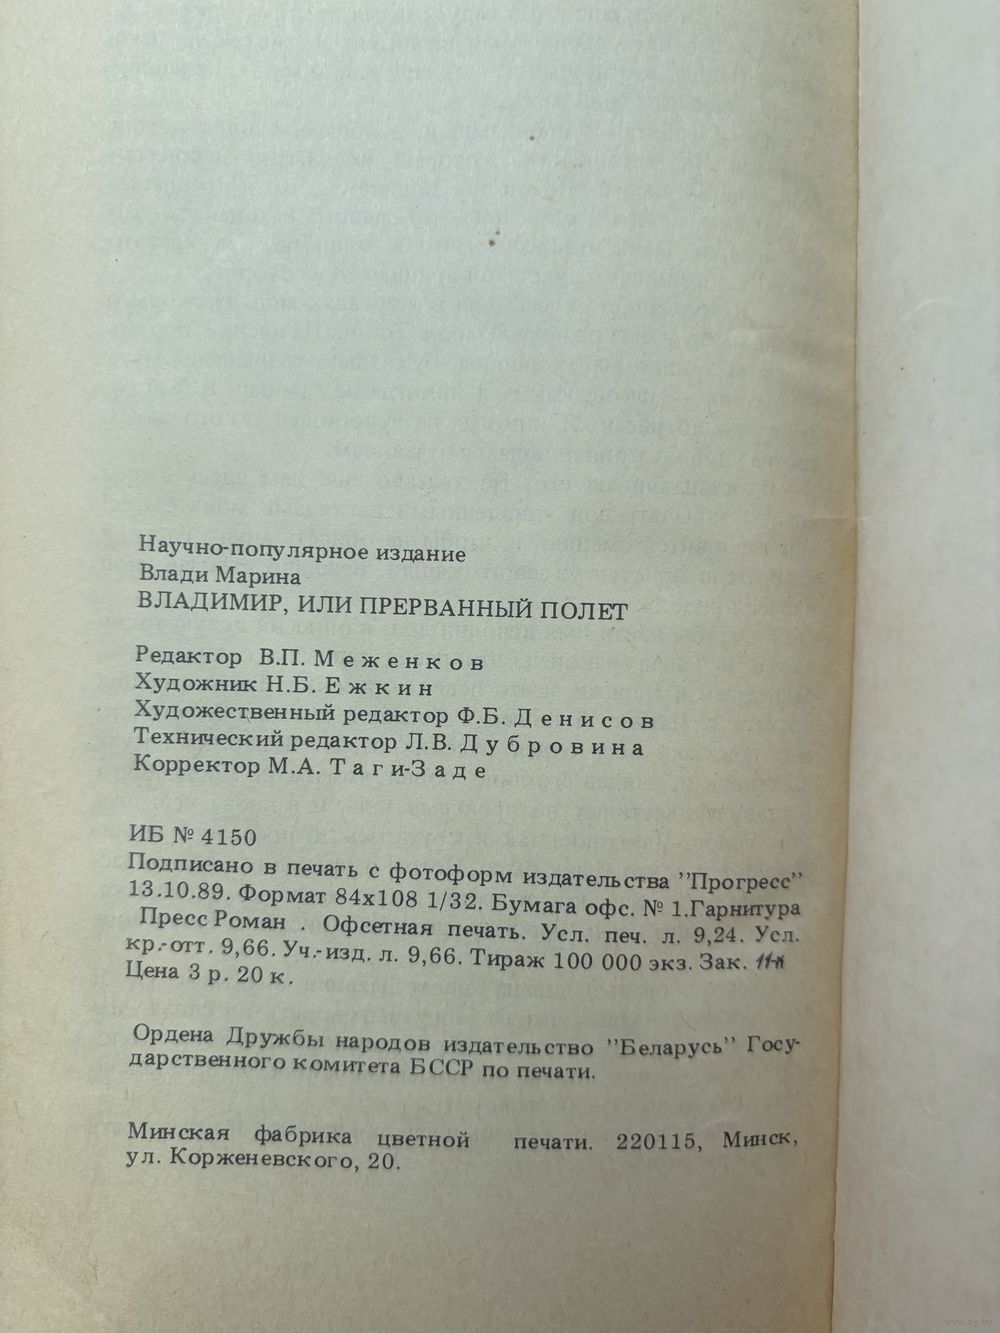 Научно-популярное издание
Влади Марина
ВЛАДИМИР, ИЛИ ПРЕРВАННЫЙ ПОЛЕТ
Редактор В.П. Меженков
Художник Н.Б. Ежкин
Художественный редактор Ф.Б. Денисов
Технический редактор Л.В. Дубровина
Корректор М.А. Таги-Заде
ИБ № 4150
Подписано в печать с фотоформ издательства "Прогресс"
13.10.89. Формат 84x108 1/32. Бумага офс. № 1.Гарнитура
Пресс Роман . Офсетная печать. Усл. печ. л. 9,24. Усл.
кр.-отт. 9,66. Уч.-изд. л. 9,66. Тираж 100 000 экз. Зак.
Цена 3 р. 20 к.
Ордена Дружбы народов издательство "Беларусь" Госу-
дарственного комитета БССР по печати.
Минская фабрика цветной печати. 220115, Минск,
ул. Корженевского, 20.
www.ay.by